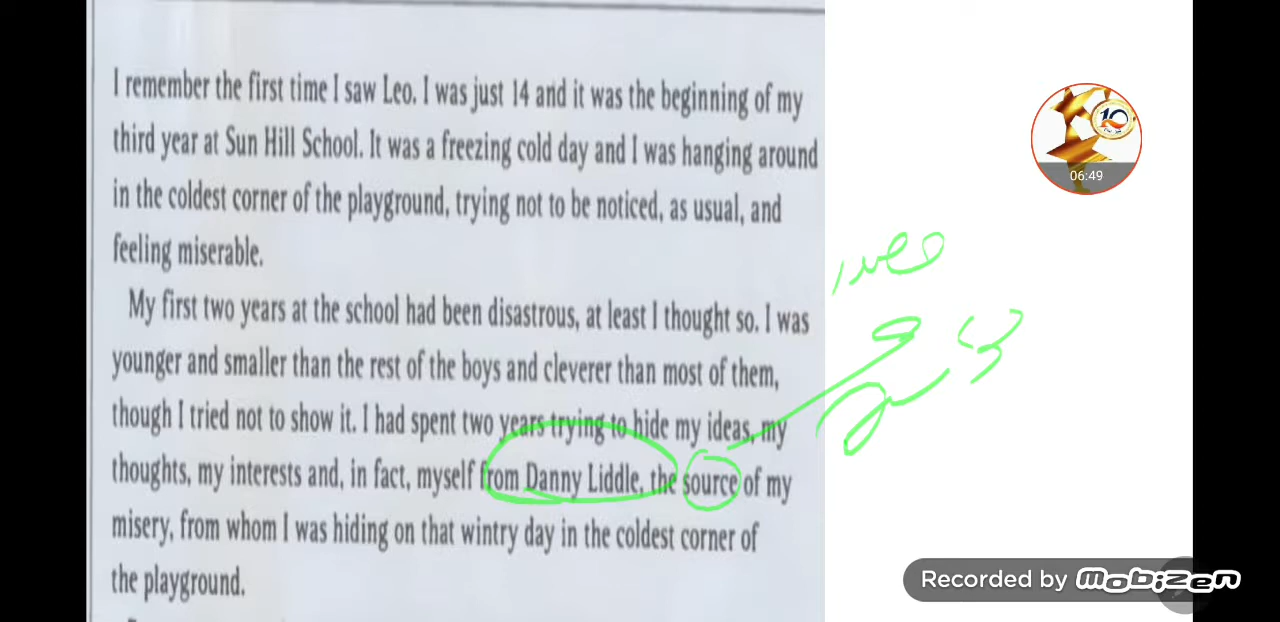 I remember the first time I saw Leo. I was just 14 and it was the beginning of my
third year at Sun Hill School. It was a freezing cold day and I was hanging around
in the coldest corner of the playground, trying not to be noticed, as usual, and
feeling miserable.
My first two years at the school had been disastrous, at least I thought so. I was
younger and smaller than the rest of the boys and cleverer than most of them,
though I tried not to show it. I had spent two years trying to hide my ideas, my
thoughts, my interests and, in fact, myself from Danny Liddle, the source of my
misery, from whom I was hiding on that wintry day in the coldest corner of
the playground.
10
06:49
Recorded by Mobizen